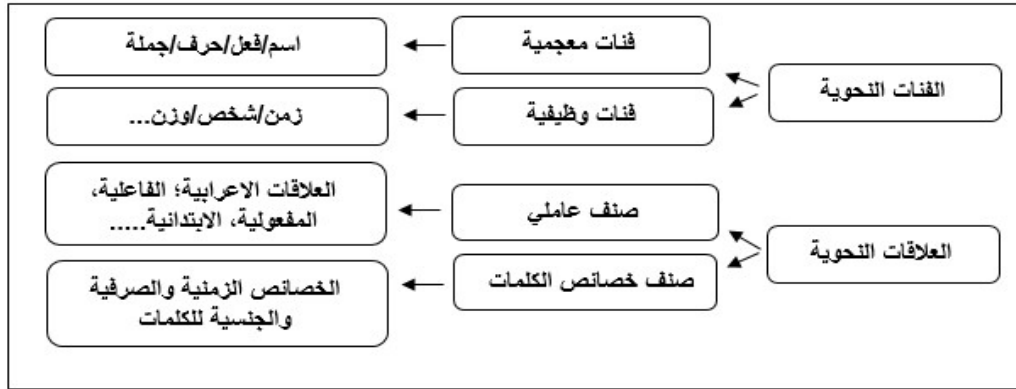 الفئات النحوية
فئات معجمية
اسم/فعل/حرف/جملة
فئات وظيفية
زمن/شخص/وزن...
العلاقات النحوية
صنف عاملي
العلاقات الاعرابية؛ الفاعلية،
المفعولية، الابتدائية.....
صنف خصائص الكلمات
الخصائص الزمنية والصرفية
والجنسية للكلمات